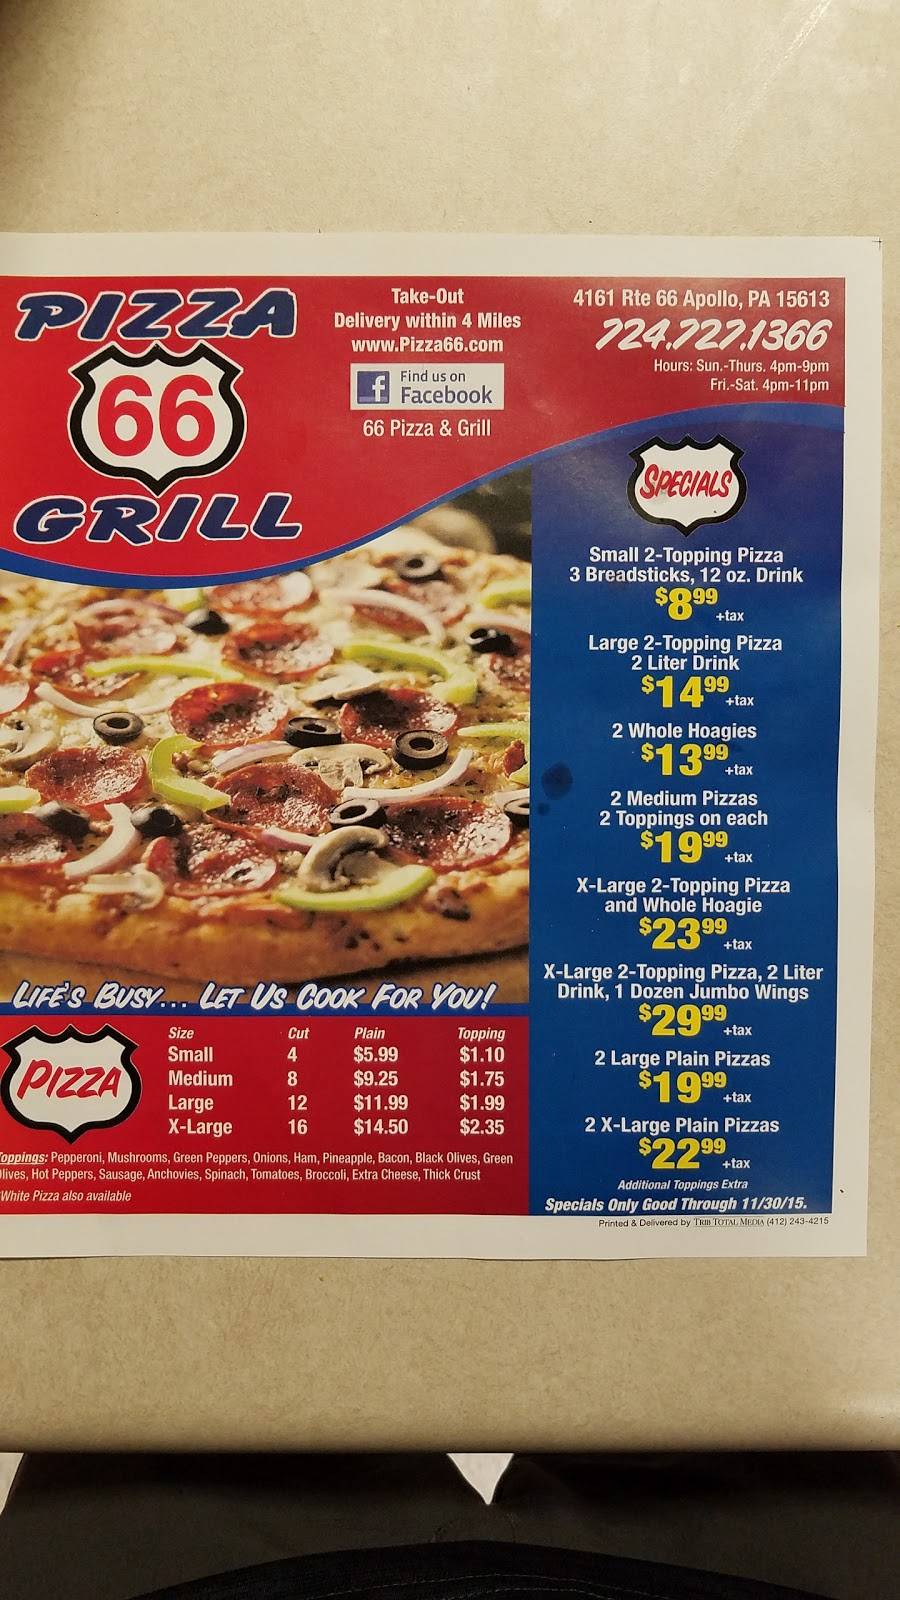 PIZZA
66
GRILL
Take-Out
Delivery within 4 Miles
www.Pizza66.com
f Find us on
Facebook
66 Pizza & Grill
4161 Rte 66 Apollo, PA 15613
724.727.1366
Hours: Sun.-Thurs. 4pm-9pm
Fri.-Sat. 4pm-11pm
SPECIALS
Small 2-Topping Pizza
3 Breadsticks, 12 oz. Drink
$8.99 +tax
Large 2-Topping Pizza
2 Liter Drink
$14.99 +tax
2 Whole Hoagies
$13.99 +tax
2 Medium Pizzas
2 Toppings on each
$19.99 +tax
X-Large 2-Topping Pizza
and Whole Hoagie
$23.99 +tax
X-Large 2-Topping Pizza, 2 Liter
Drink, 1 Dozen Jumbo Wings
$29.99 +tax
2 Large Plain Pizzas
$19.99 +tax
2 X-Large Plain Pizzas
$22.99 +tax
Additional Toppings Extra
Specials Only Good Through 11/30/15.
LIFE'S BUSY... LET US COOK FOR YOU!
PIZZA
Size Cut Plain Topping
Small 4 $5.99 $1.10
Medium 8 $9.25 $1.75
Large 12 $11.99 $1.99
X-Large 16 $14.50 $2.35
oppings: Pepperoni, Mushrooms, Green Peppers, Onions, Ham, Pineapple, Bacon, Black Olives, Green
lives, Hot Peppers, Sausage, Anchovies, Spinach, Tomatoes, Broccoli, Extra Cheese, Thick Crust
White Pizza also available
Printed & Delivered by TRIB TOTAL MEDIA (412) 243-4215